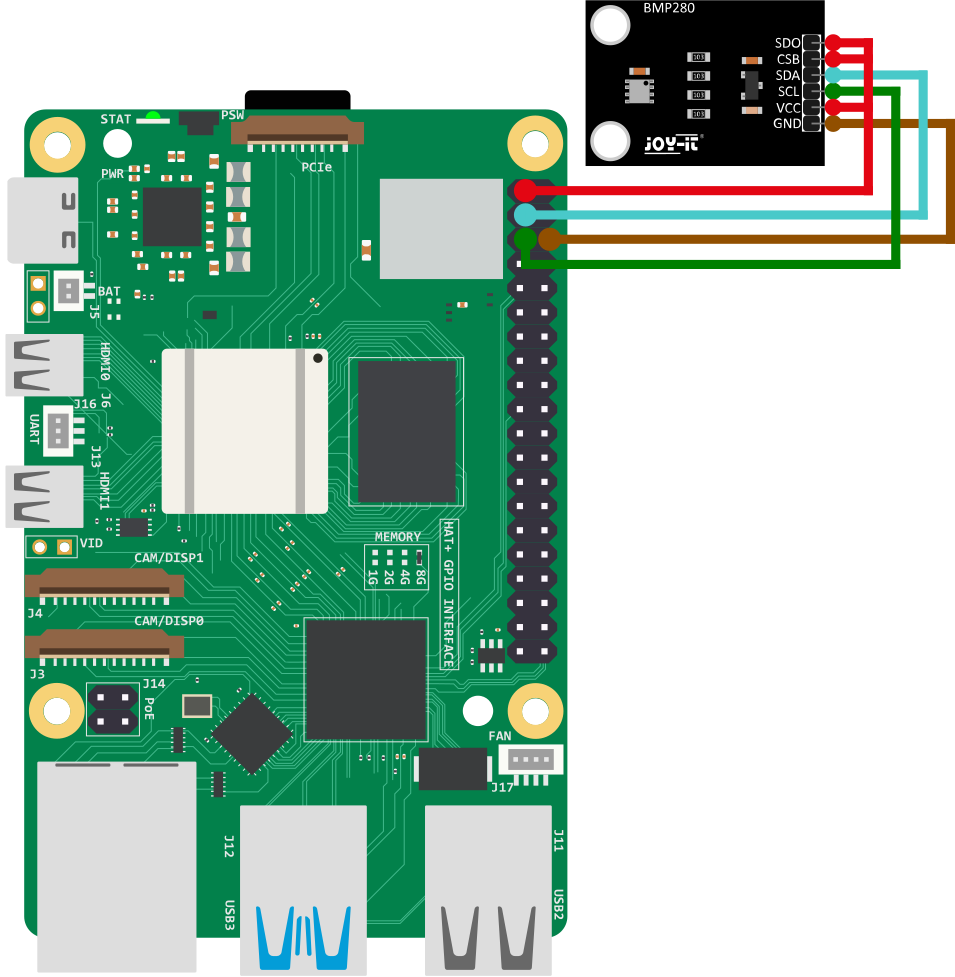 BMP280
SDO
CSB
SDA
SCL
VCC
GND
103
103
103
103
JOY-iT
®
STAT
PSW
PCIe
PWR
BAT
J5
HDMI0
J6
J16
UART
J13
HDMI1
VID
CAM/DISP1
J4
CAM/DISP0
J3
J14
PoE
MEMORY
1G
2G
4G
8G
HAT+ GPIO INTERFACE
FAN
J17
J12
USB3
J11
USB2